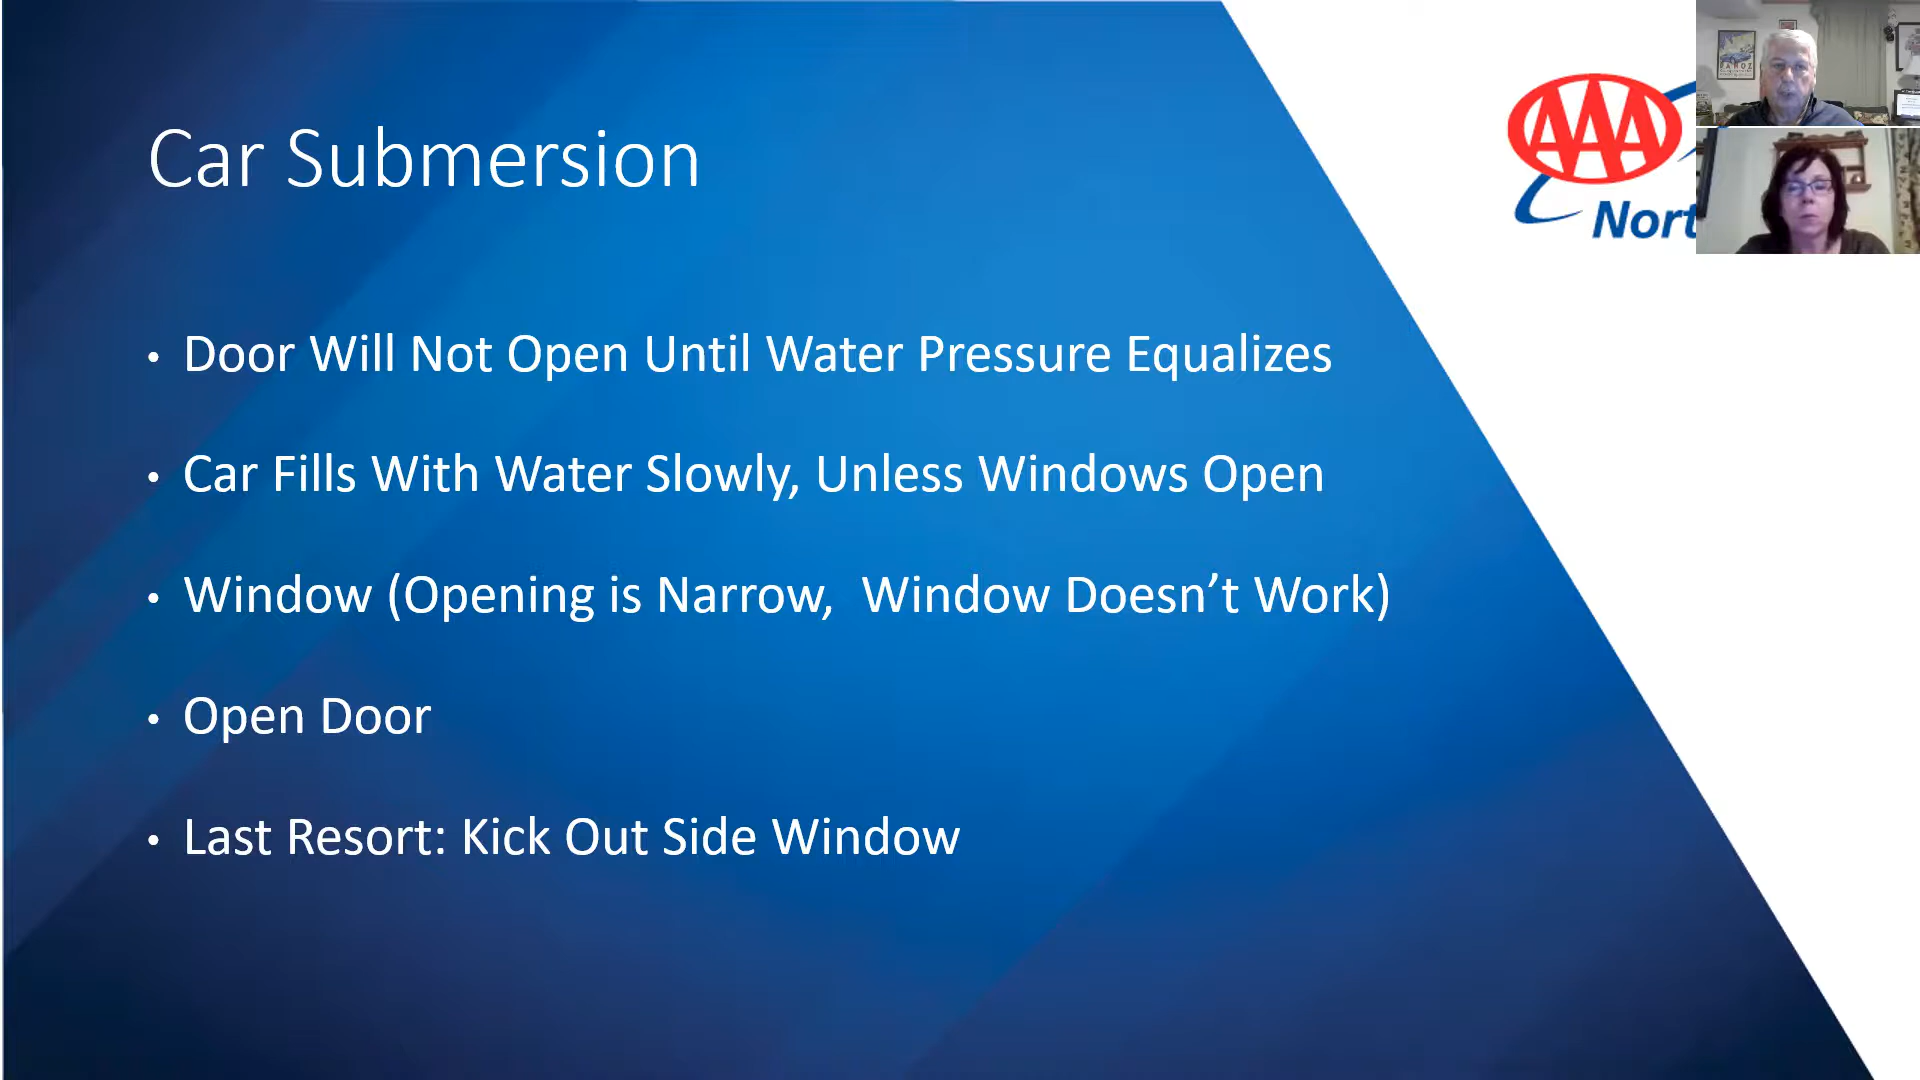 Car Submersion
AAA
Nort
• Door Will Not Open Until Water Pressure Equalizes
• Car Fills With Water Slowly, Unless Windows Open
• Window (Opening is Narrow,  Window Doesn’t Work)
• Open Door
• Last Resort: Kick Out Side Window